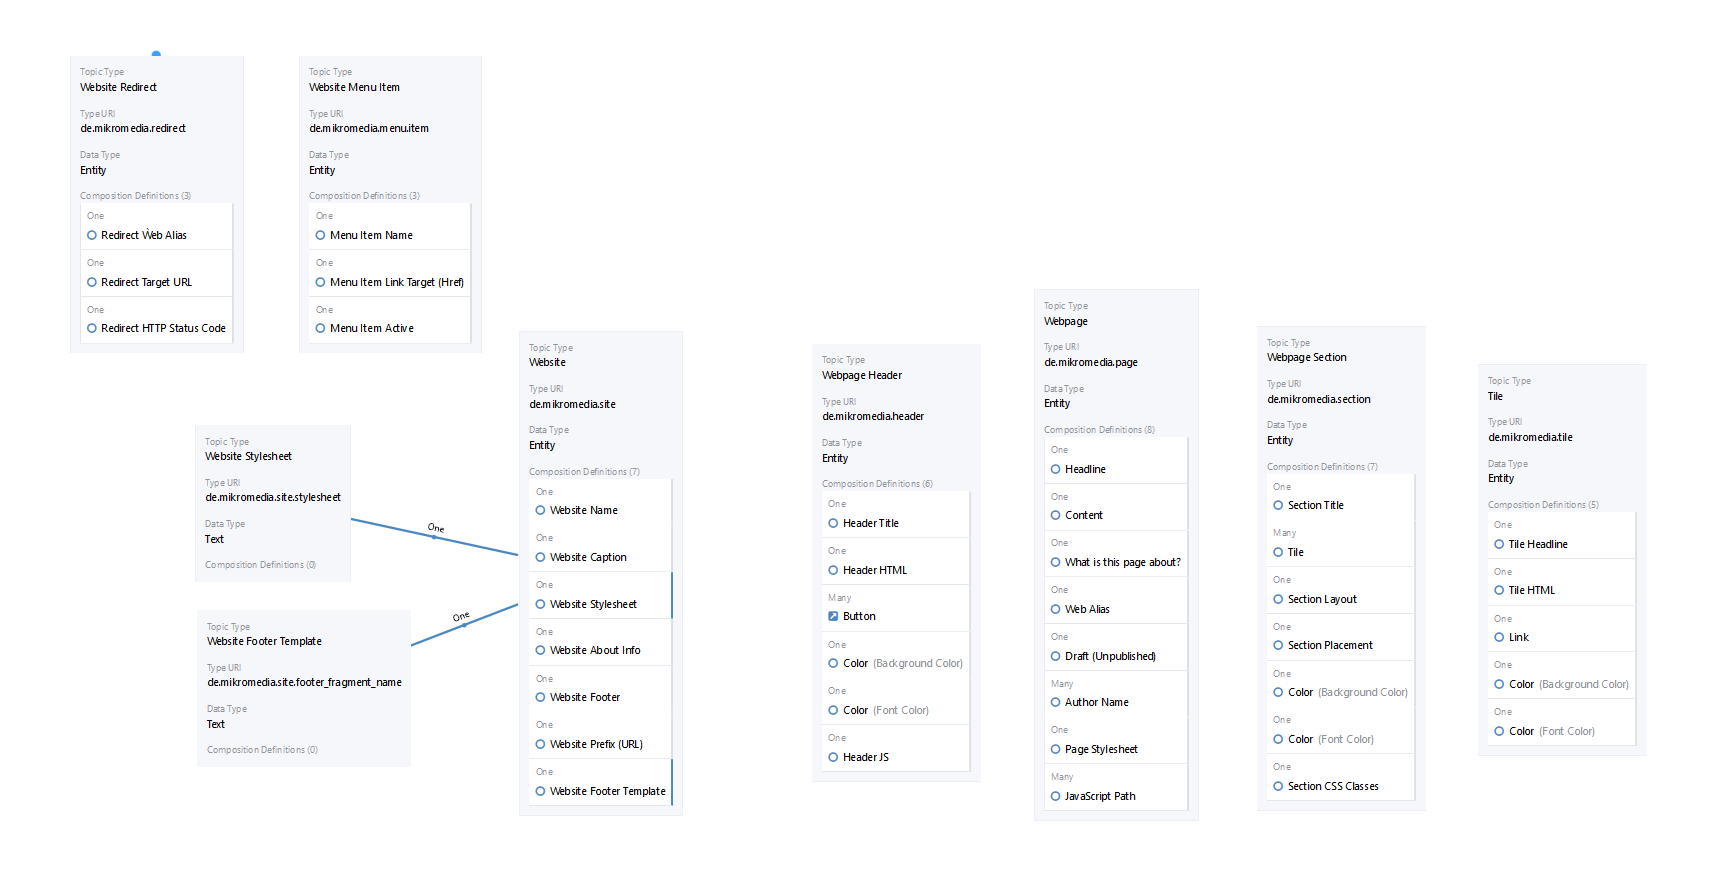 Topic Type
Website Redirect
Type URI
de.mikromedia.redirect
Data Type
Entity
Composition Definitions (3)
One
Redirect Web Alias
One
Redirect Target URL
One
Redirect HTTP Status Code
Topic Type
Website Menu Item
Type URI
de.mikromedia.menu.item
Data Type
Entity
Composition Definitions (3)
One
Menu Item Name
One
Menu Item Link Target (Href)
One
Menu Item Active
Topic Type
Website Stylesheet
Type URI
de.mikromedia.site.stylesheet
Data Type
Text
Composition Definitions (0)
One
Topic Type
Website Footer Template
Type URI
de.mikromedia.site.footer_fragment_name
Data Type
Text
Composition Definitions (0)
One
Topic Type
Website
Type URI
de.mikromedia.site
Data Type
Entity
Composition Definitions (7)
One
Website Name
One
Website Caption
One
Website Stylesheet
One
Website About Info
One
Website Footer
One
Website Prefix (URL)
One
Website Footer Template
Topic Type
Webpage Header
Type URI
de.mikromedia.header
Data Type
Entity
Composition Definitions (6)
One
Header Title
One
Header HTML
Many
Button
One
Color (Background Color)
One
Color (Font Color)
One
Header JS
Topic Type
Webpage
Type URI
de.mikromedia.page
Data Type
Entity
Composition Definitions (8)
One
Headline
One
Content
One
What is this page about?
One
Web Alias
One
Draft (Unpublished)
Many
Author Name
One
Page Stylesheet
Many
JavaScript Path
Topic Type
Webpage Section
Type URI
de.mikromedia.section
Data Type
Entity
Composition Definitions (7)
One
Section Title
Many
Tile
One
Section Layout
One
Section Placement
One
Color (Background Color)
One
Color (Font Color)
One
Section CSS Classes
Topic Type
Tile
Type URI
de.mikromedia.tile
Data Type
Entity
Composition Definitions (5)
One
Tile Headline
One
Tile HTML
One
Link
One
Color (Background Color)
One
Color (Font Color)